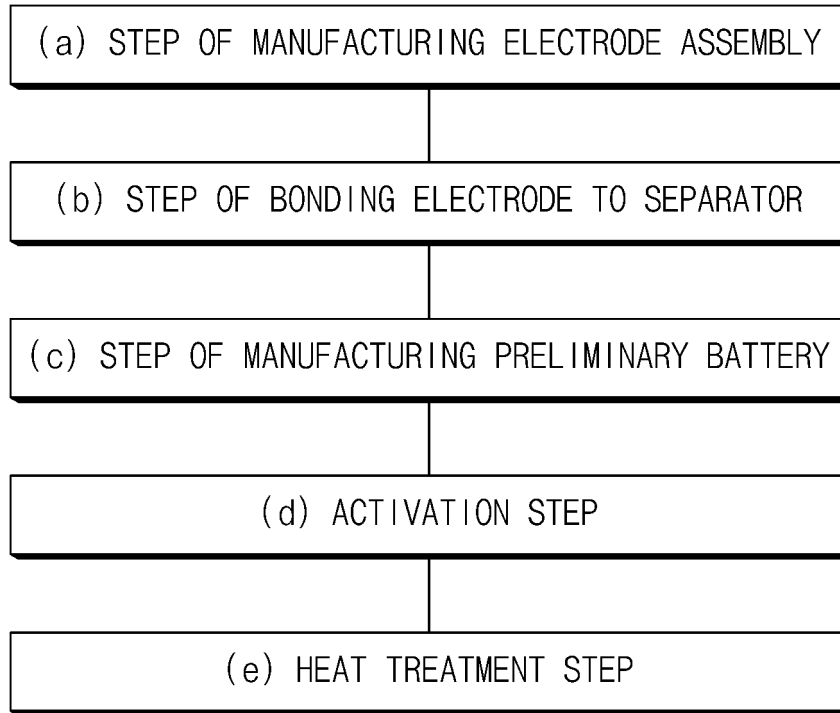 (a) STEP OF MANUFACTURING ELECTRODE ASSEMBLY
(b) STEP OF BONDING ELECTRODE TO SEPARATOR
(c) STEP OF MANUFACTURING PRELIMINARY BATTERY
(d) ACTIVATION STEP
(e) HEAT TREATMENT STEP